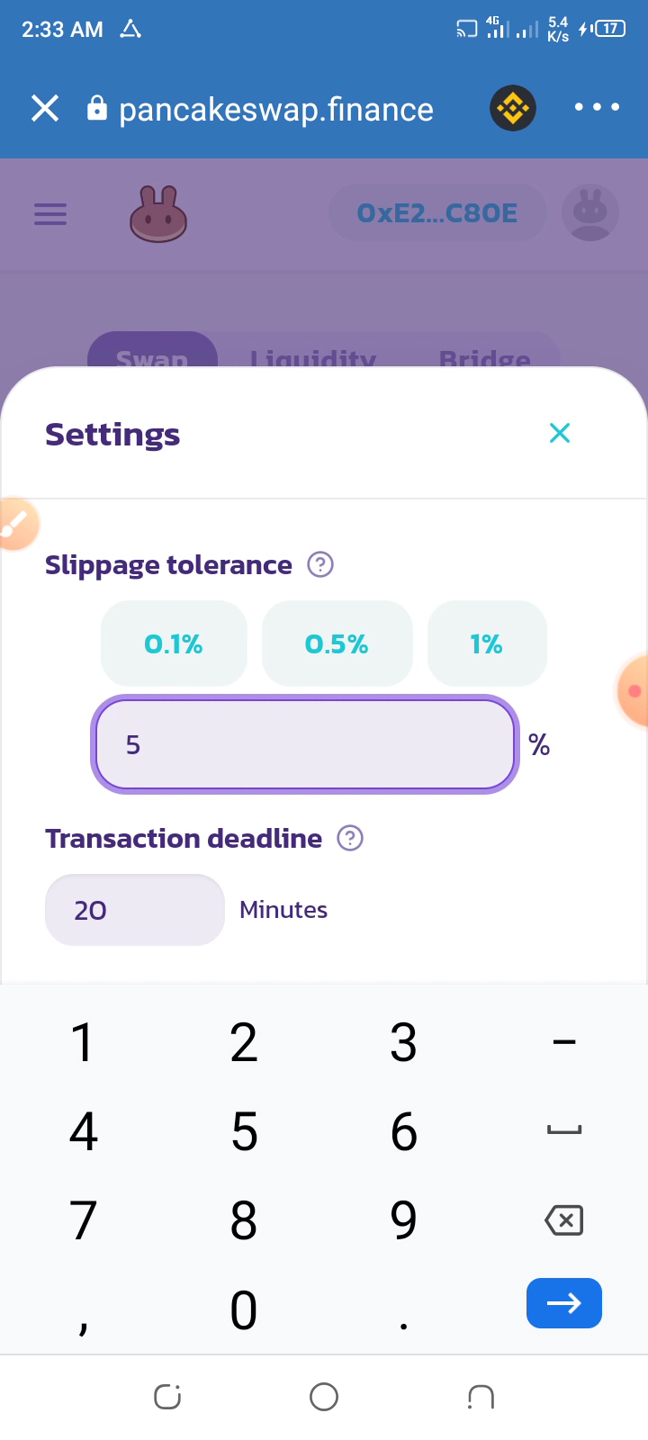 2:33 AM
4G
5.4
K/s
17
pancakeswap.finance
0xE2...C80E
Swap Liquidity Bridge
Settings
Slippage tolerance ?
0.1% 0.5% 1%
5 %
Transaction deadline ?
20 Minutes
1 2 3 –
4 5 6
7 8 9
, 0 .